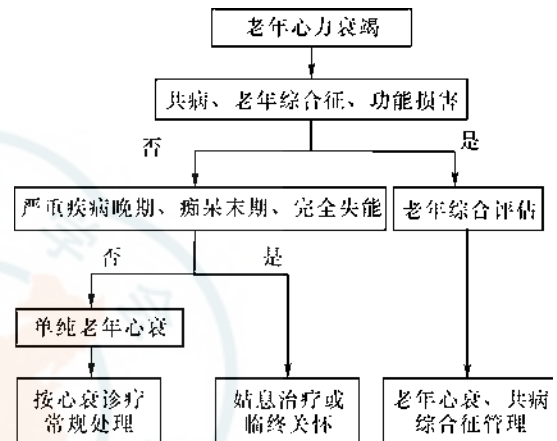 老年心力衰竭
共病、老年综合征、功能损害
否
是
严重疾病晚期、痴呆末期、完全失能
老年综合评估
否
是
单纯老年心衰
按心衰诊疗
常规处理
姑息治疗或
临终关怀
老年心衰、共病
综合征管理